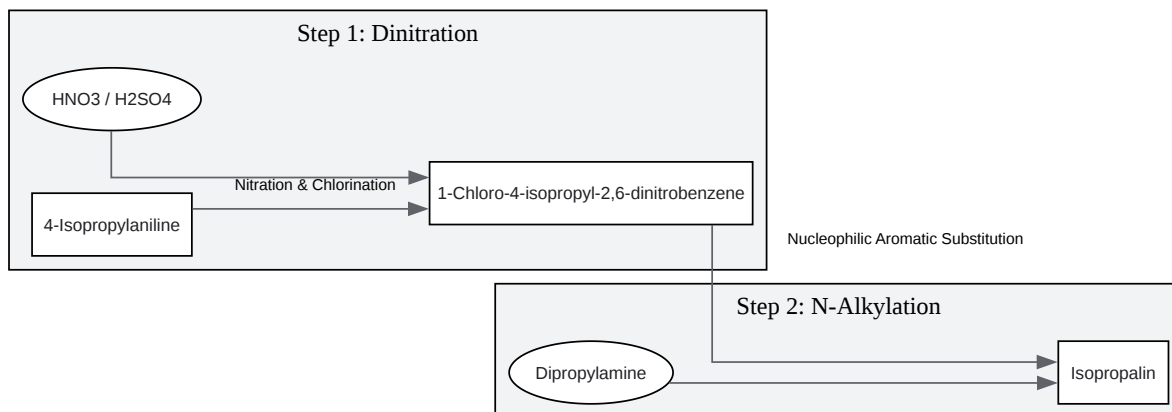 Step 1: Dinitration
HNO3 / H2SO4
Nitration & Chlorination
1-Chloro-4-isopropyl-2,6-dinitrobenzene
4-Isopropylaniline
Nucleophilic Aromatic Substitution
Step 2: N-Alkylation
Dipropylamine
Isopropalin